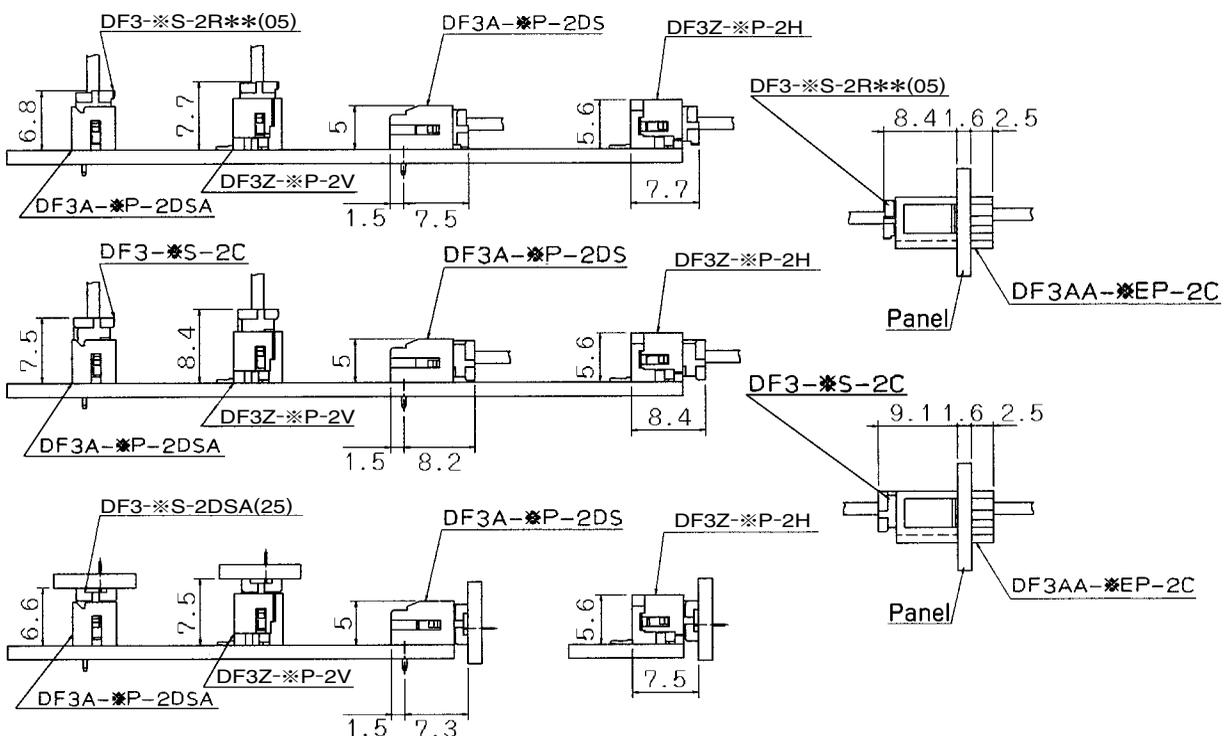 DF3-※S-2R**(05)
DF3A-※P-2DS
DF3Z-※P-2H
6.8
7.7
5
5.6
DF3Z-※P-2V
DF3A-※P-2DSA
1.5
7.5
7.7
DF3-※S-2R**(05)
8.4
1.6
2.5
DF3AA-※EP-2C
Panel
DF3-※S-2C
DF3A-※P-2DS
DF3Z-※P-2H
7.5
8.4
5
5.6
DF3Z-※P-2V
DF3A-※P-2DSA
1.5
8.2
8.4
DF3-※S-2C
9.1
1.6
2.5
DF3AA-※EP-2C
Panel
DF3-※S-2DSA(25)
DF3A-※P-2DS
DF3Z-※P-2H
6.6
7.5
5
5.6
DF3Z-※P-2V
DF3A-※P-2DSA
1.5
7.3
7.5